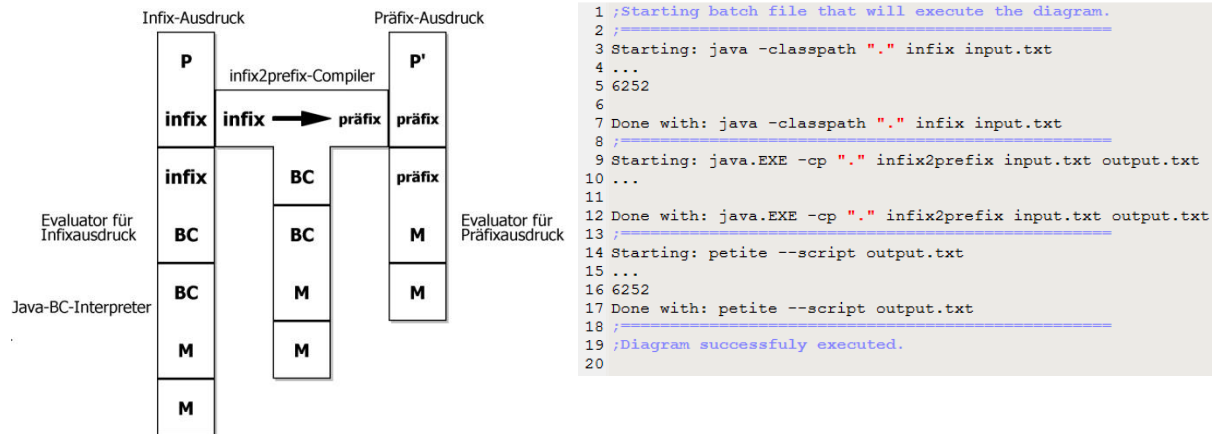 Infix-Ausdruck
Präfix-Ausdruck
P
P'
infix2prefix-Compiler
infix
infix
präfix
präfix
infix
BC
präfix
Evaluator für
Infixausdruck
BC
BC
M
Evaluator für
Präfixausdruck
Java-BC-Interpreter
BC
M
M
M
M
M
1 ;Starting batch file that will execute the diagram.
2 ;==================================================
3 Starting: java -classpath "." infix input.txt
4 ...
5 6252
6
7 Done with: java -classpath "." infix input.txt
8 ;==================================================
9 Starting: java.EXE -cp "." infix2prefix input.txt output.txt
10 ...
11
12 Done with: java.EXE -cp "." infix2prefix input.txt output.txt
13 ;==================================================
14 Starting: petite --script output.txt
15 ...
16 6252
17 Done with: petite --script output.txt
18 ;==================================================
19 ;Diagram successfuly executed.
20